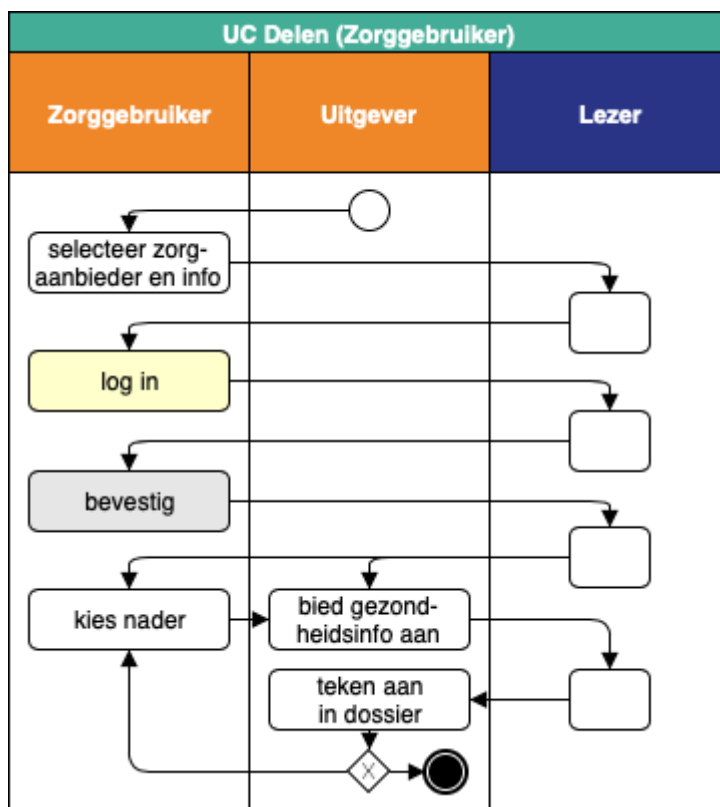 UC Delen (Zorggebruiker)
Zorggebruiker
Uitgever
Lezer
selecteer zorg-
aanbieder en info
log in
bevestig
kies nader
bied gezond-
heidsinfo aan
teken aan
in dossier
X